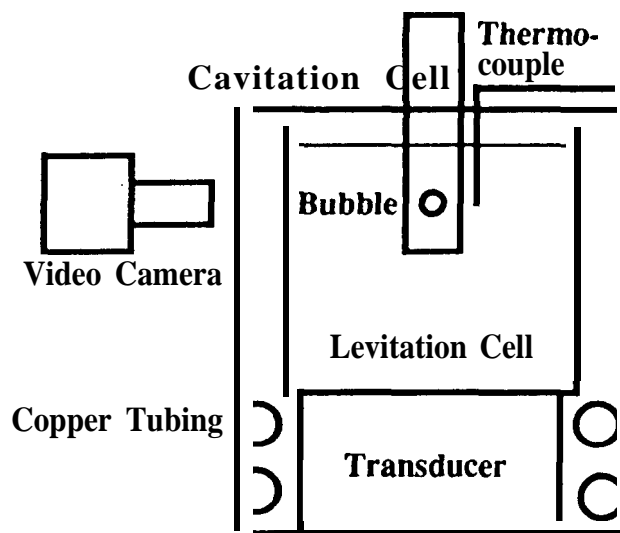 Thermo-
couple
Cavitation Cell
Bubble
Video Camera
Levitation Cell
Copper Tubing
Transducer